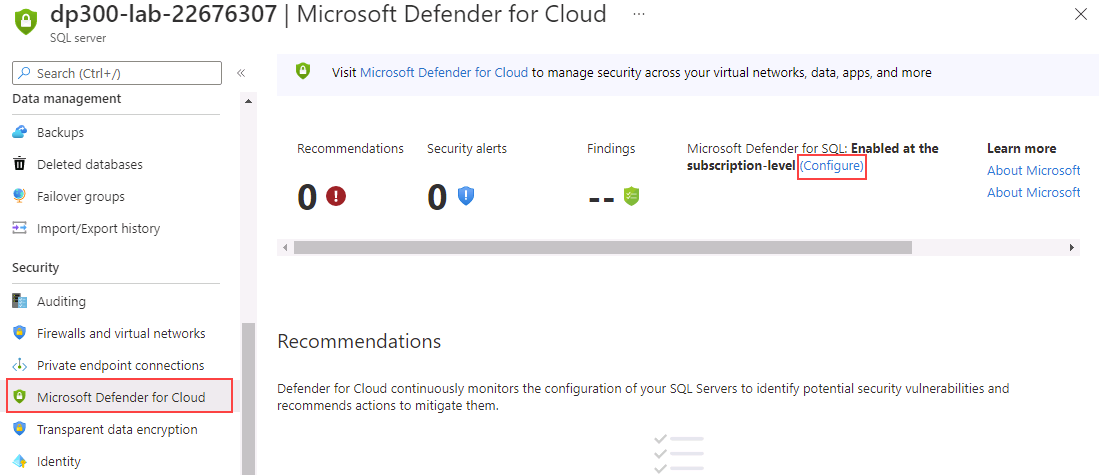 dp300-lab-22676307 | Microsoft Defender for Cloud ...
SQL server
Search (Ctrl+/)
«
Data management
Backups
Deleted databases
Failover groups
Import/Export history
Security
Auditing
Firewalls and virtual networks
Private endpoint connections
Microsoft Defender for Cloud
Transparent data encryption
Identity
Visit Microsoft Defender for Cloud to manage security across your virtual networks, data, apps, and more
Recommendations
0
Security alerts
0
Findings
--
Microsoft Defender for SQL: Enabled at the
subscription-level (Configure)
Learn more
About Microsoft
About Microsoft
Recommendations
Defender for Cloud continuously monitors the configuration of your SQL Servers to identify potential security vulnerabilities and
recommends actions to mitigate them.